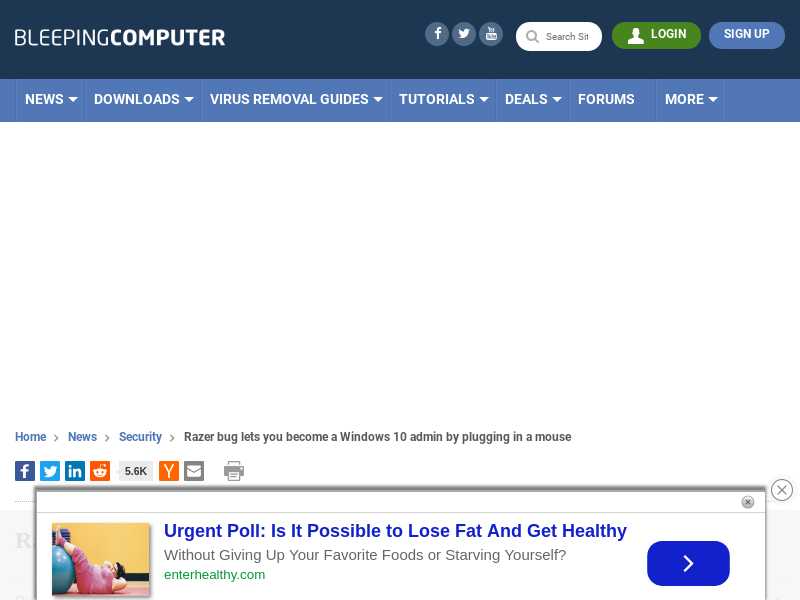 BLEEPINGCOMPUTER
Search Sit
LOGIN
SIGN UP
NEWS DOWNLOADS VIRUS REMOVAL GUIDES TUTORIALS DEALS FORUMS MORE
Home > News > Security > Razer bug lets you become a Windows 10 admin by plugging in a mouse
5.6K
Urgent Poll: Is It Possible to Lose Fat And Get Healthy
Without Giving Up Your Favorite Foods or Starving Yourself?
enterhealthy.com